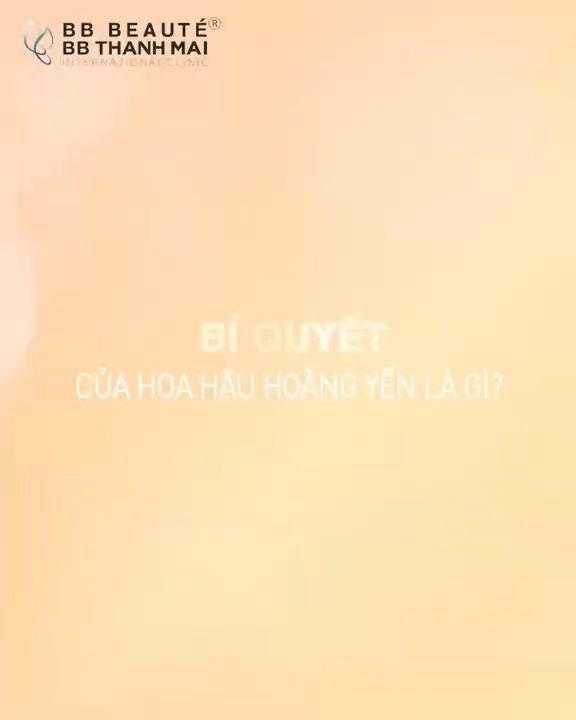 BB BEAUTÉ®
BB THANH MAI
INTERNATIONAL CLINIC
BÍ QUYẾT
CỦA HOA HẬU HOÀNG YẾN LÀ GÌ?